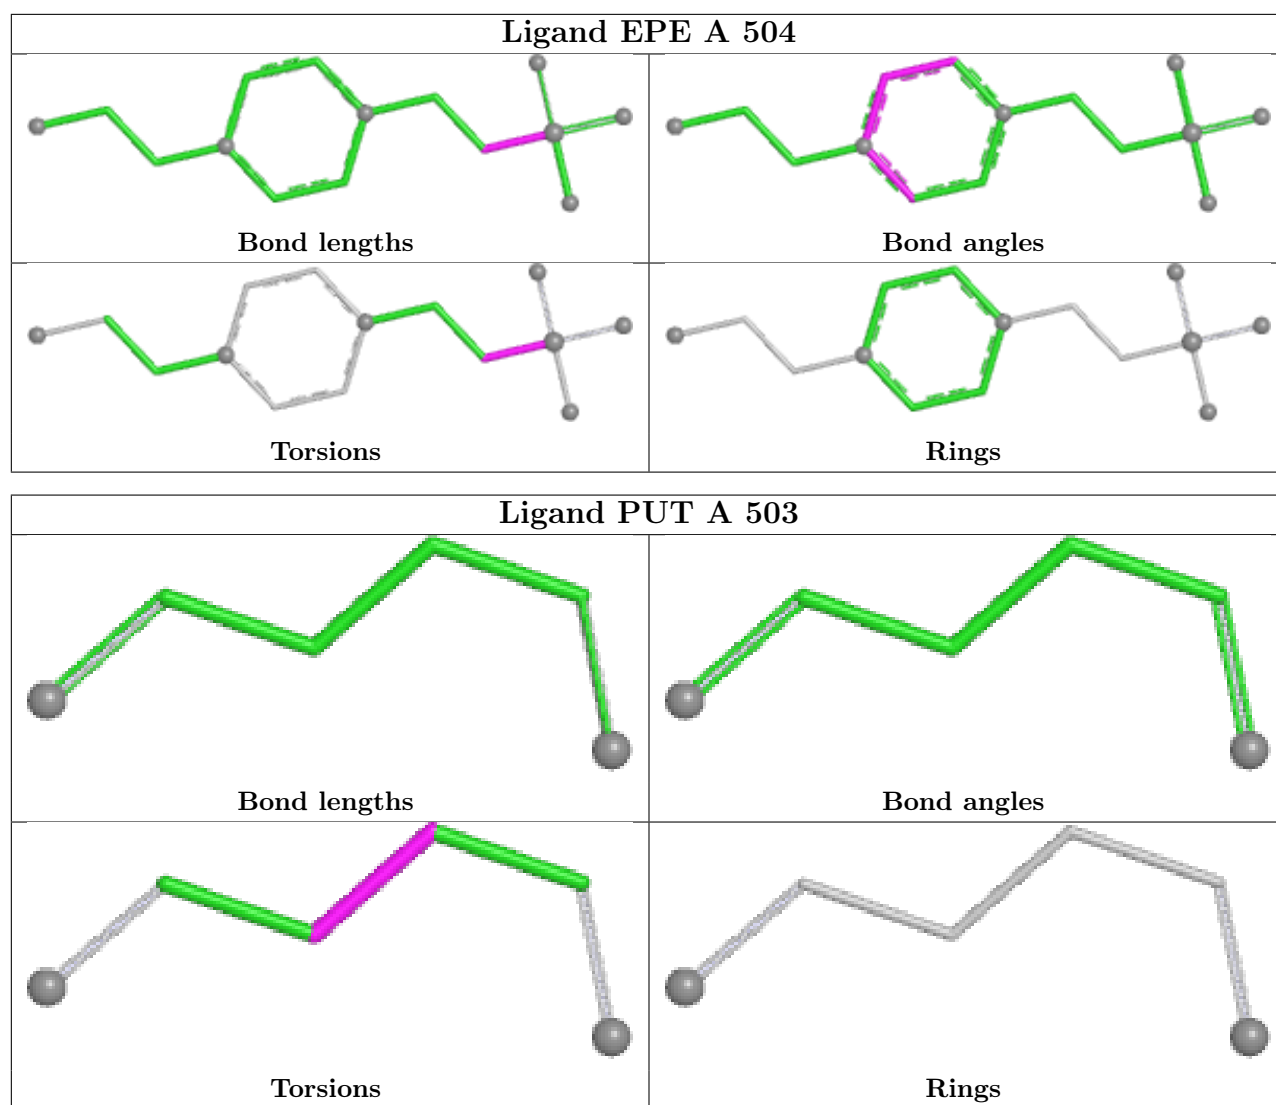 Ligand EPE A 504
Bond lengths
Bond angles
Torsions
Rings
Ligand PUT A 503
Bond lengths
Bond angles
Torsions
Rings